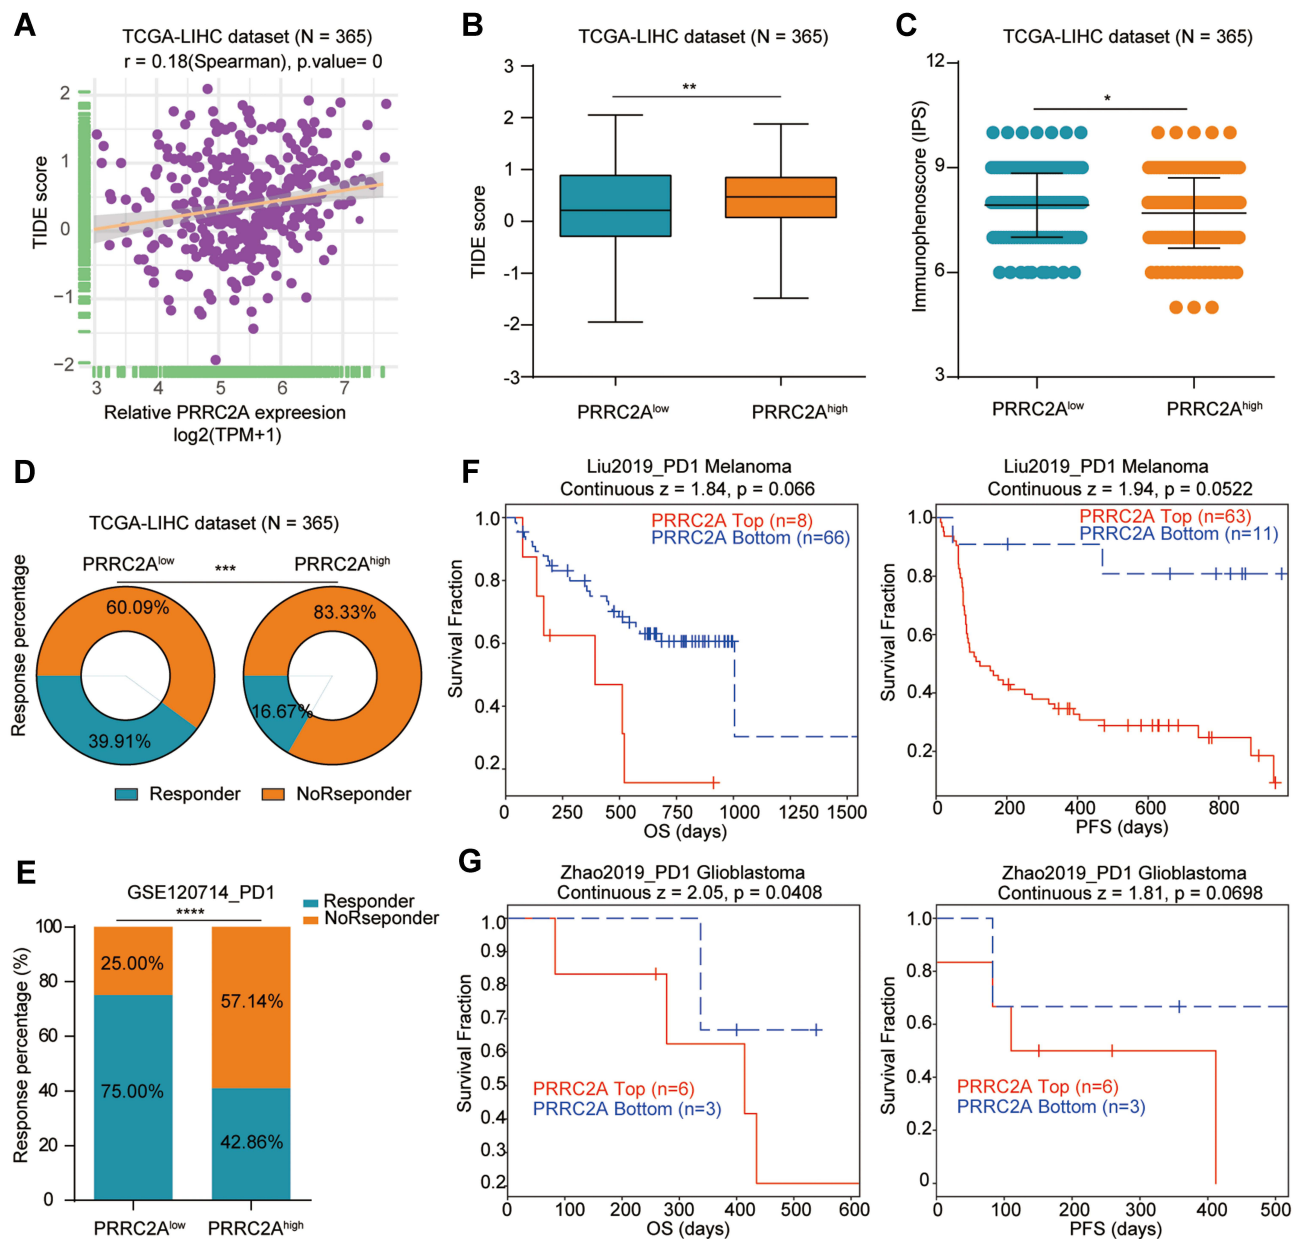 A
TCGA-LIHC dataset (N = 365)
r = 0.18(Spearman), p.value= 0
TIDE score
2
1
0
−1
−2
3 4 5 6 7
Relative PRRC2A expreesion
log2(TPM+1)
B
TCGA-LIHC dataset (N = 365)
**
TIDE score
3
2
1
0
-1
-2
-3
PRRC2Alow PRRC2Ahigh
C
TCGA-LIHC dataset (N = 365)
*
Immunophenoscore (IPS)
12
9
6
3
PRRC2Alow PRRC2Ahigh
D
TCGA-LIHC dataset (N = 365)
PRRC2Alow *** PRRC2Ahigh
Response percentage
60.09%
39.91%
83.33%
16.67%
Responder NoRseponder
E
GSE120714_PD1
****
Responder
NoRseponder
Response percentage (%)
100
80
60
40
20
0
25.00%
75.00%
57.14%
42.86%
PRRC2Alow PRRC2Ahigh
F
Liu2019_PD1 Melanoma
Continuous z = 1.84, p = 0.066
PRRC2A Top (n=8)
PRRC2A Bottom (n=66)
Survival Fraction
1.0
0.8
0.6
0.4
0.2
0 250 500 750 1000 1250 1500
OS (days)
Liu2019_PD1 Melanoma
Continuous z = 1.94, p = 0.0522
PRRC2A Top (n=63)
PRRC2A Bottom (n=11)
Survival Fraction
1.0
0.8
0.6
0.4
0.2
0 200 400 600 800
PFS (days)
G
Zhao2019_PD1 Glioblastoma
Continuous z = 2.05, p = 0.0408
Survival Fraction
1.0
0.9
0.8
0.7
0.6
0.5
0.4
0.3
0.2
PRRC2A Top (n=6)
PRRC2A Bottom (n=3)
0 100 200 300 400 500 600
OS (days)
Zhao2019_PD1 Glioblastoma
Continuous z = 1.81, p = 0.0698
Survival Fraction
1.0
0.8
0.6
0.4
0.2
0
PRRC2A Top (n=6)
PRRC2A Bottom (n=3)
0 100 200 300 400 500
PFS (days)